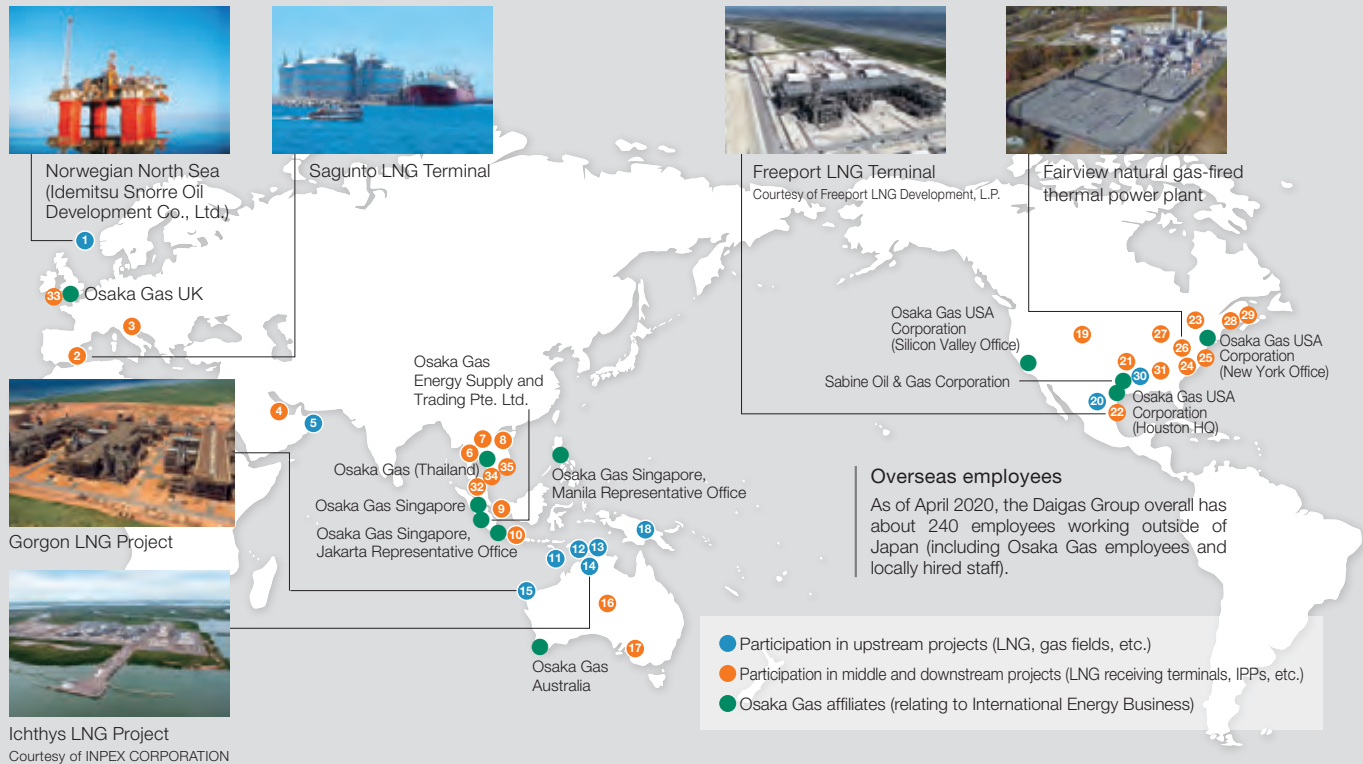 Norwegian North Sea
(Idemitsu Snorre Oil
Development Co., Ltd.)
Sagunto LNG Terminal
Freeport LNG Terminal
Courtesy of Freeport LNG Development, L.P.
Fairview natural gas-fired
thermal power plant
1
33
Osaka Gas UK
3
2
4
5
Gorgon LNG Project
Ichthys LNG Project
Courtesy of INPEX CORPORATION
Osaka Gas
Energy Supply and
Trading Pte. Ltd.
7
8
6
Osaka Gas (Thailand)
35
34
32
Osaka Gas Singapore
9
Osaka Gas Singapore,
Jakarta Representative Office
10
Osaka Gas Singapore,
Manila Representative Office
18
11
12
13
14
15
16
17
Osaka Gas
Australia
Osaka Gas USA
Corporation
(Silicon Valley Office)
19
27
23
28
29
26
25
24
21
30
31
20
22
Osaka Gas USA
Corporation
(New York Office)
Sabine Oil & Gas Corporation
Osaka Gas USA
Corporation
(Houston HQ)
Overseas employees
As of April 2020, the Daigas Group overall has
about 240 employees working outside of
Japan (including Osaka Gas employees and
locally hired staff).
Participation in upstream projects (LNG, gas fields, etc.)
Participation in middle and downstream projects (LNG receiving terminals, IPPs, etc.)
Osaka Gas affiliates (relating to International Energy Business)